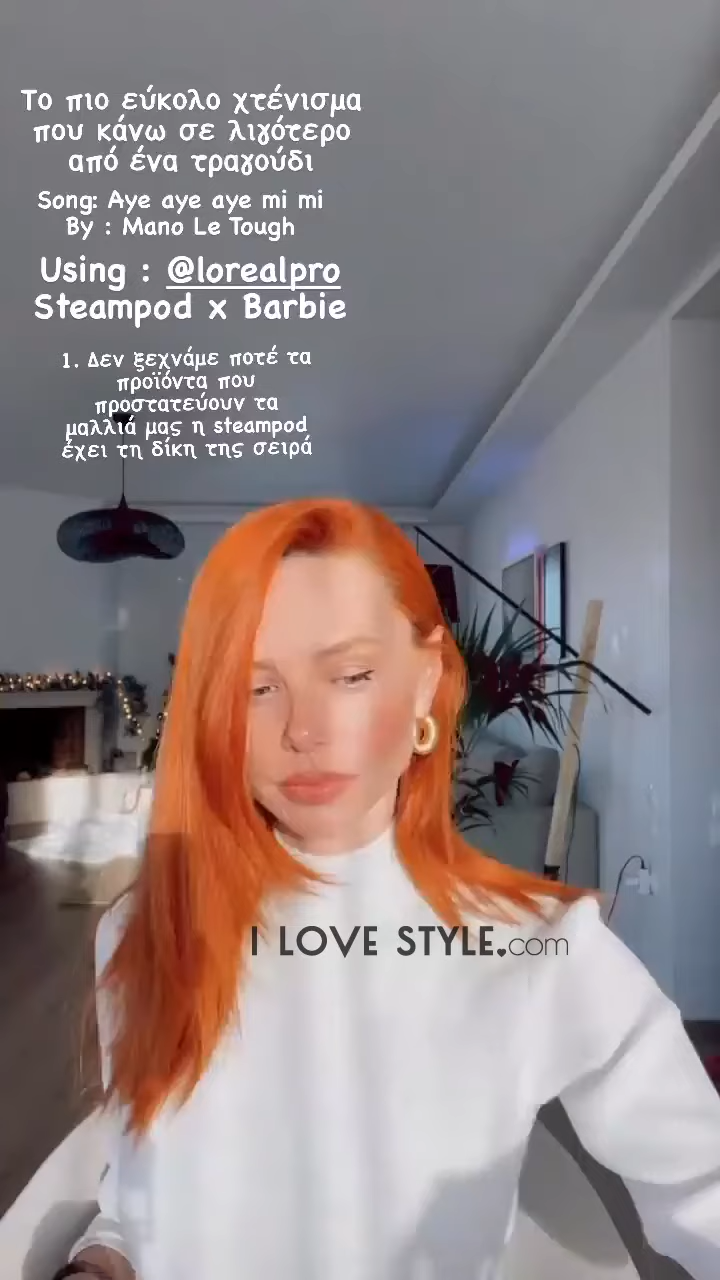 Το πιο εύκολο χτένισμα
που κάνω σε λιγότερο
από ένα τραγούδι
Song: Aye aye aye mi mi
By : Mano Le Tough
Using : @lorealpro
Steampod x Barbie
1. Δεν ξεχνάμε ποτέ τα
προϊόντα που
προστατεύουν τα
μαλλιά μας η steampod
έχει τη δίκη της σειρά
I LOVE STYLE.com